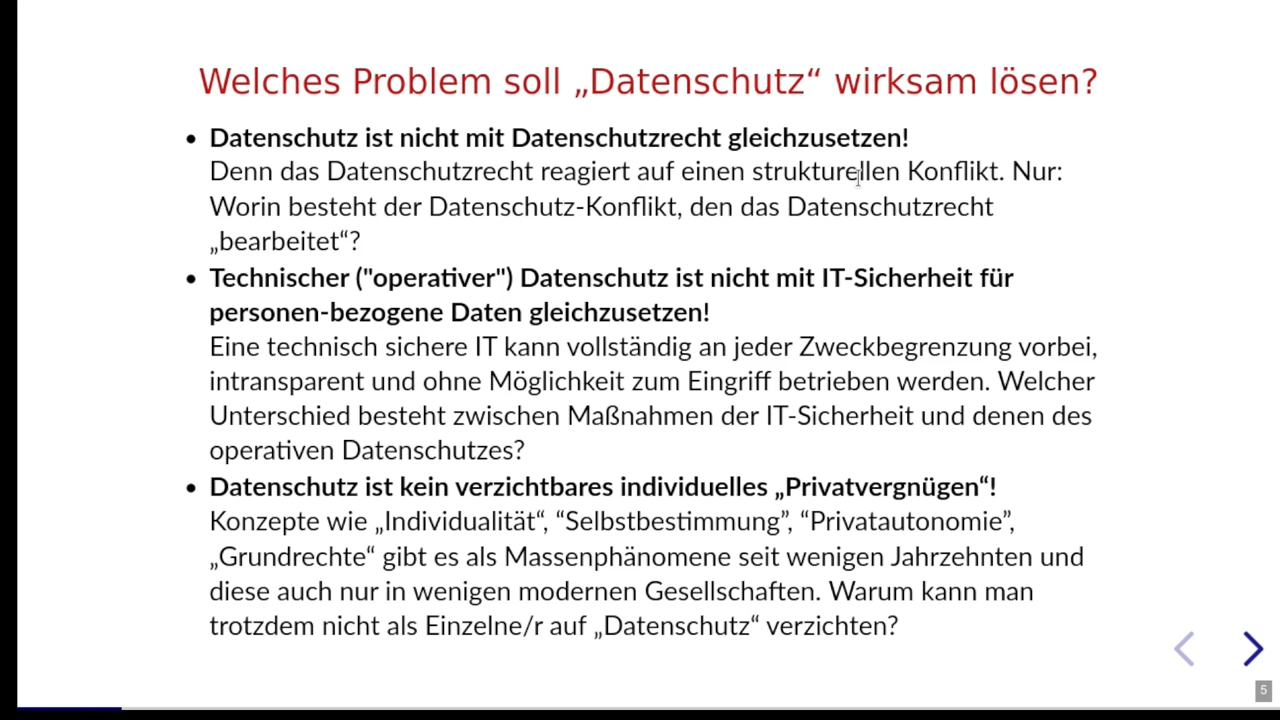 Welches Problem soll „Datenschutz“ wirksam lösen?
• Datenschutz ist nicht mit Datenschutzrecht gleichzusetzen!
Denn das Datenschutzrecht reagiert auf einen strukturellen Konflikt. Nur:
Worin besteht der Datenschutz-Konflikt, den das Datenschutzrecht
„bearbeitet“?
• Technischer ("operativer") Datenschutz ist nicht mit IT-Sicherheit für
personen-bezogene Daten gleichzusetzen!
Eine technisch sichere IT kann vollständig an jeder Zweckbegrenzung vorbei,
intransparent und ohne Möglichkeit zum Eingriff betrieben werden. Welcher
Unterschied besteht zwischen Maßnahmen der IT-Sicherheit und denen des
operativen Datenschutzes?
• Datenschutz ist kein verzichtbares individuelles „Privatvergnügen“!
Konzepte wie „Individualität“, “Selbstbestimmung”, “Privatautonomie”,
„Grundrechte“ gibt es als Massenphänomene seit wenigen Jahrzehnten und
diese auch nur in wenigen modernen Gesellschaften. Warum kann man
trotzdem nicht als Einzelne/r auf „Datenschutz“ verzichten?
5